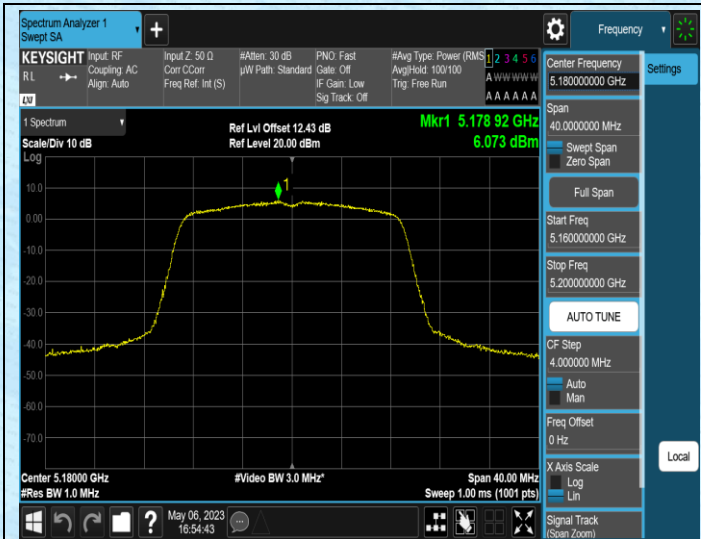 Spectrum Analyzer 1
Swept SA
Frequency
KEYSIGHT
RL
LXI
Input: RF
Coupling: AC
Align: Auto
Input Z: 50 Ω
Corr CCorr
Freq Ref: Int (S)
#Atten: 30 dB
µW Path: Standard
PNO: Fast
Gate: Off
IF Gain: Low
Sig Track: Off
#Avg Type: Power (RMS
Avg|Hold: 100/100
Trig: Free Run
1 2 3 4 5 6
A W W W W W
A A A A A A
Center Frequency
5.180000000 GHz
Settings
Span
40.0000000 MHz
Swept Span
Zero Span
Full Span
Start Freq
5.160000000 GHz
Stop Freq
5.200000000 GHz
AUTO TUNE
CF Step
4.000000 MHz
Auto
Man
Freq Offset
0 Hz
X Axis Scale
Log
Lin
Signal Track
(Span Zoom)
Local
1 Spectrum
Scale/Div 10 dB
Log
Ref Lvl Offset 12.43 dB
Ref Level 20.00 dBm
Mkr1 5.178 92 GHz
6.073 dBm
1
10.0
0.00
-10.0
-20.0
-30.0
-40.0
-50.0
-60.0
-70.0
Center 5.18000 GHz
#Res BW 1.0 MHz
#Video BW 3.0 MHz*
Span 40.00 MHz
Sweep 1.00 ms (1001 pts)
?
May 06, 2023
16:54:43